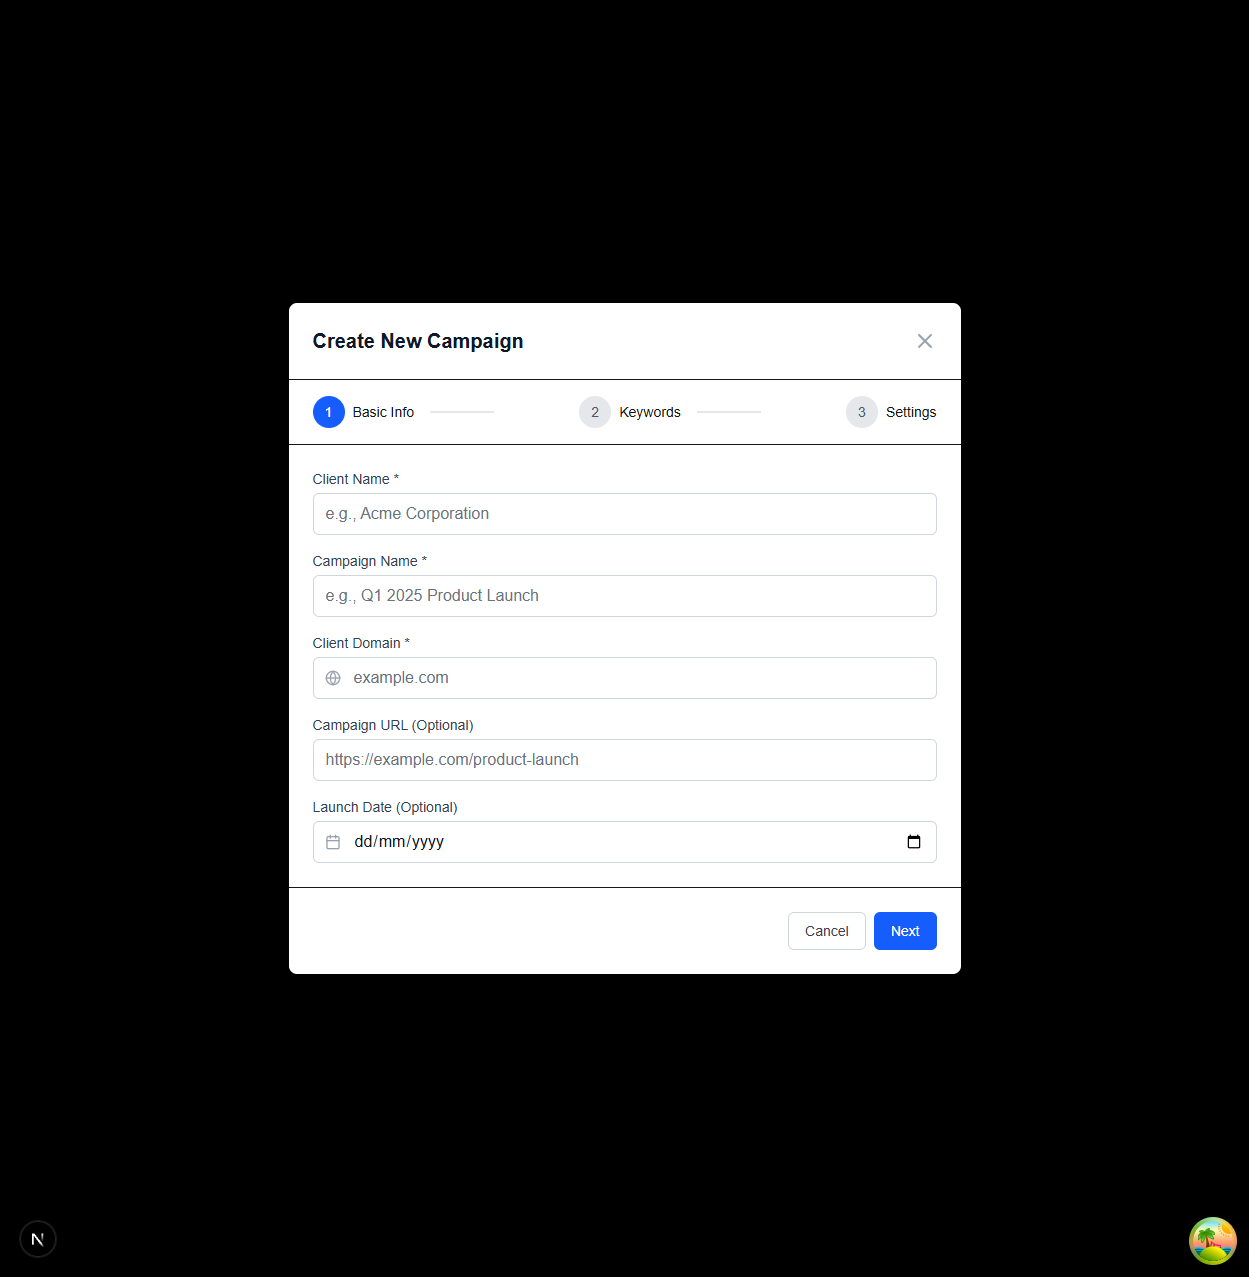 Create New Campaign
1 Basic Info 2 Keywords 3 Settings
Client Name *
e.g., Acme Corporation
Campaign Name *
e.g., Q1 2025 Product Launch
Client Domain *
example.com
Campaign URL (Optional)
https://example.com/product-launch
Launch Date (Optional)
dd/mm/yyyy
Cancel Next
N